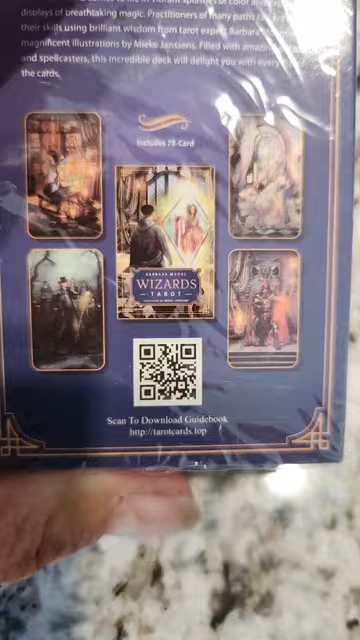 displays of breathtaking magic. Practitioners of many paths can
their skills using brilliant wisdom from tarot expert Barbara
magnificent illustrations by Mieke Janssens. Filled with amazing
and spellcasters, this incredible deck will delight you with every
the cards.
Includes 78-Card
BARBARA MOORE
WIZARDS
TAROT
Scan To Download Guidebook
http://tarotcards.top